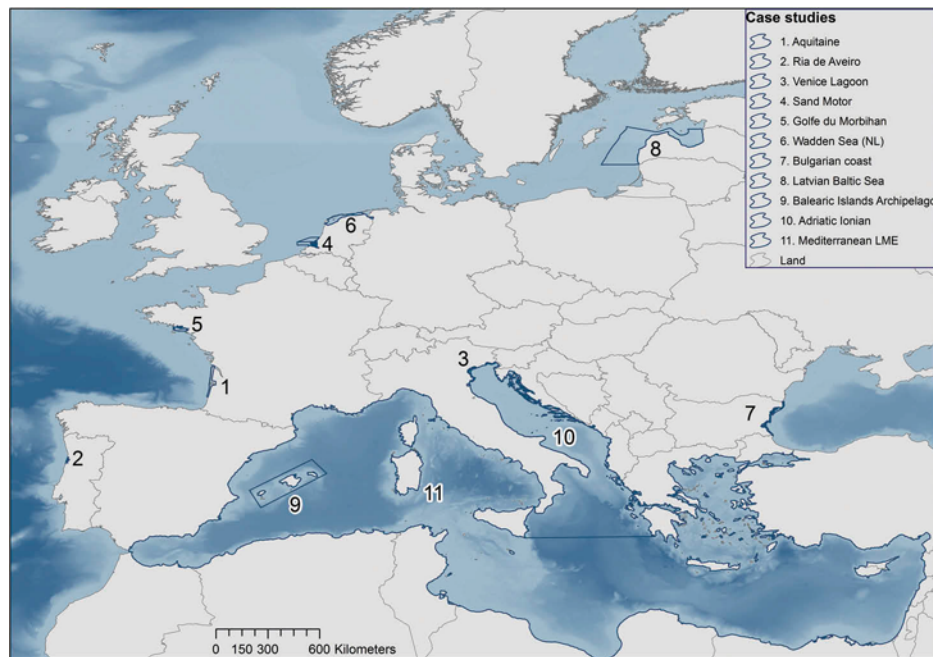 Case studies
1. Aquitaine
2. Ria de Aveiro
3. Venice Lagoon
4. Sand Motor
5. Golfe du Morbihan
6. Wadden Sea (NL)
7. Bulgarian coast
8. Latvian Baltic Sea
9. Balearic Islands Archipelago
10. Adriatic Ionian
11. Mediterranean LME
Land
8
6
4
5
3
1
7
10
2
11
9
0 150 300 600 Kilometers